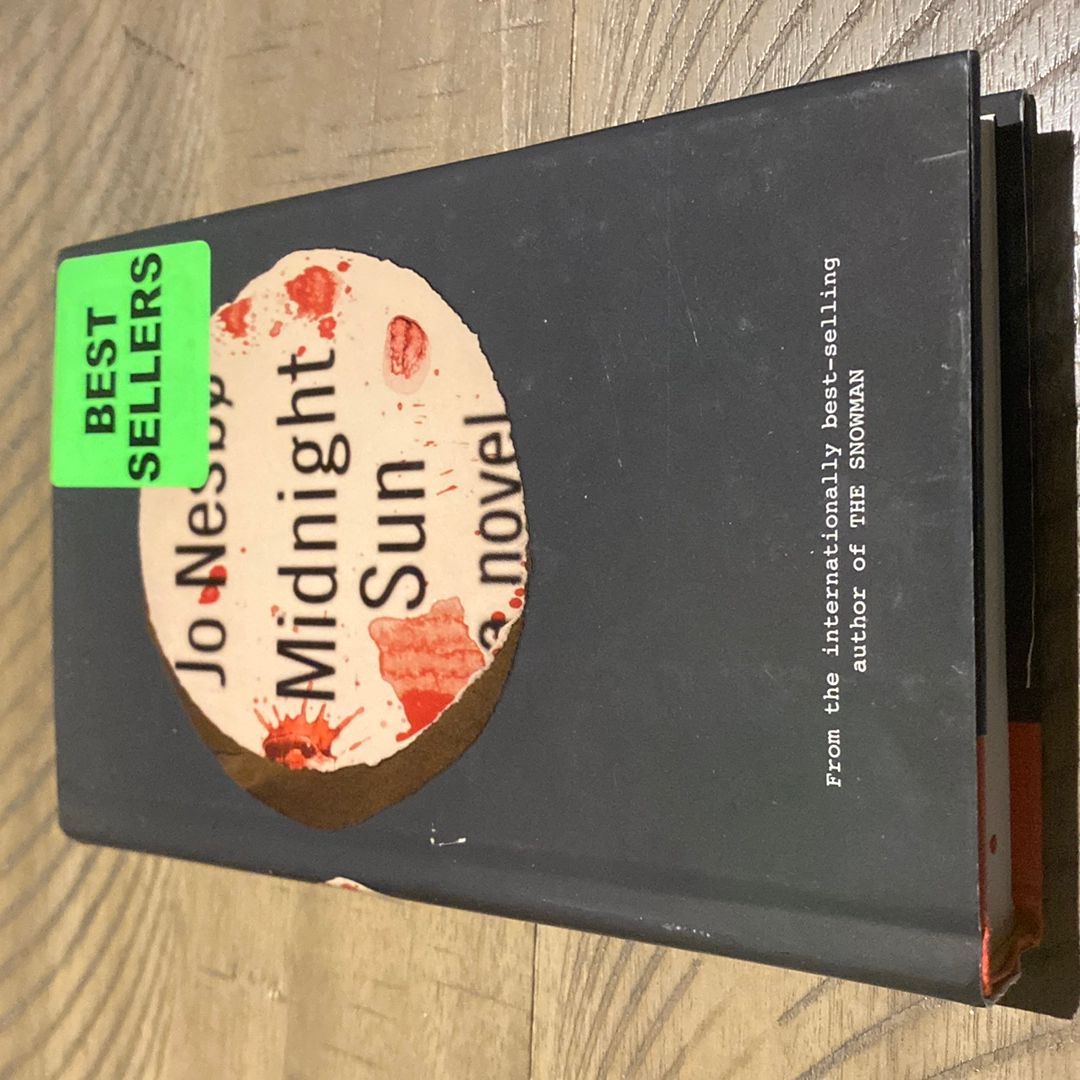 BEST
SELLERS
Jo Nesbø
Midnight
Sun
a novel
From the internationally best-selling
author of THE SNOWMAN